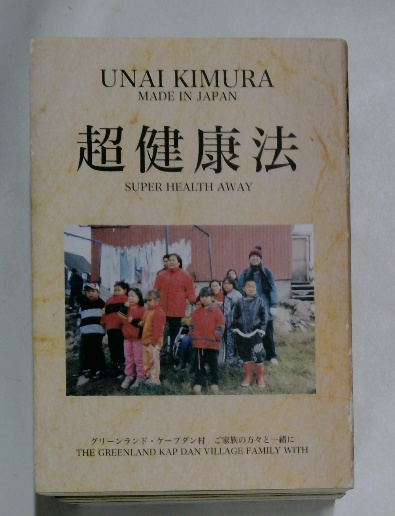 UNAI KIMURA
MADE IN JAPAN
超健康法
SUPER HEALTH AWAY
グリーンランド・ケープダン村 ご家族の方々と一緒に
THE GREENLAND KAP DAN VILLAGE FAMILY WITH